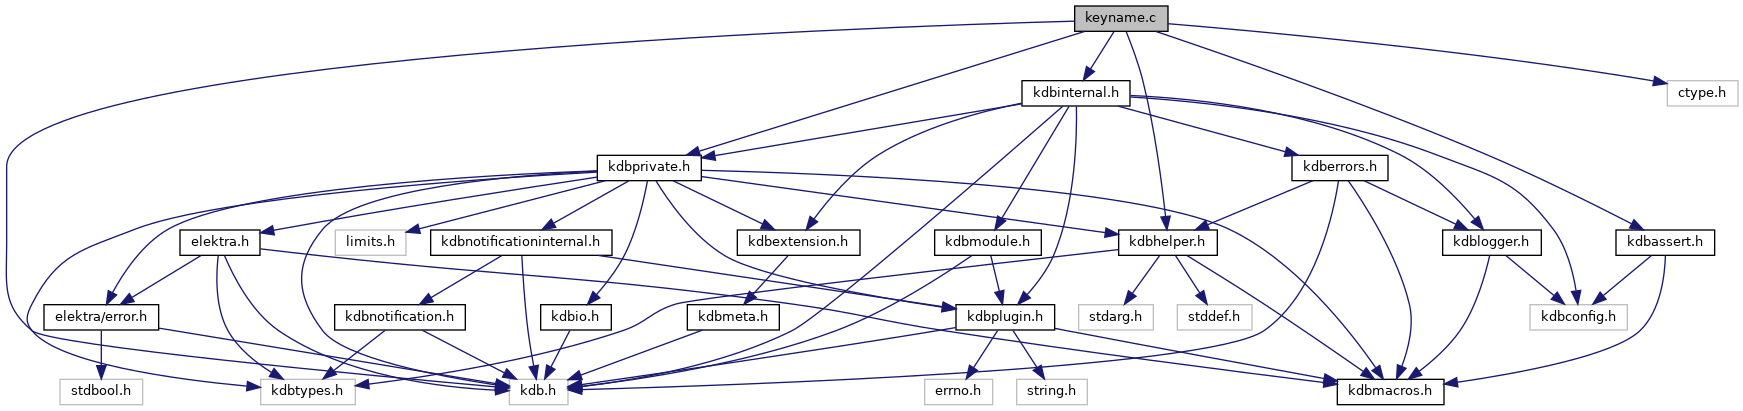 keyname.c
kdbinternal.h
ctype.h
kdbprivate.h
kdberrors.h
elektra.h
limits.h
kdbnotificationinternal.h
kdbextension.h
kdbmodule.h
kdbhelper.h
kdblogger.h
kdbassert.h
elektra/error.h
kdbnotification.h
kdbio.h
kdbmeta.h
kdbplugin.h
stdarg.h
stddef.h
kdbconfig.h
stdbool.h
kdbtypes.h
kdb.h
errno.h
string.h
kdbmacros.h